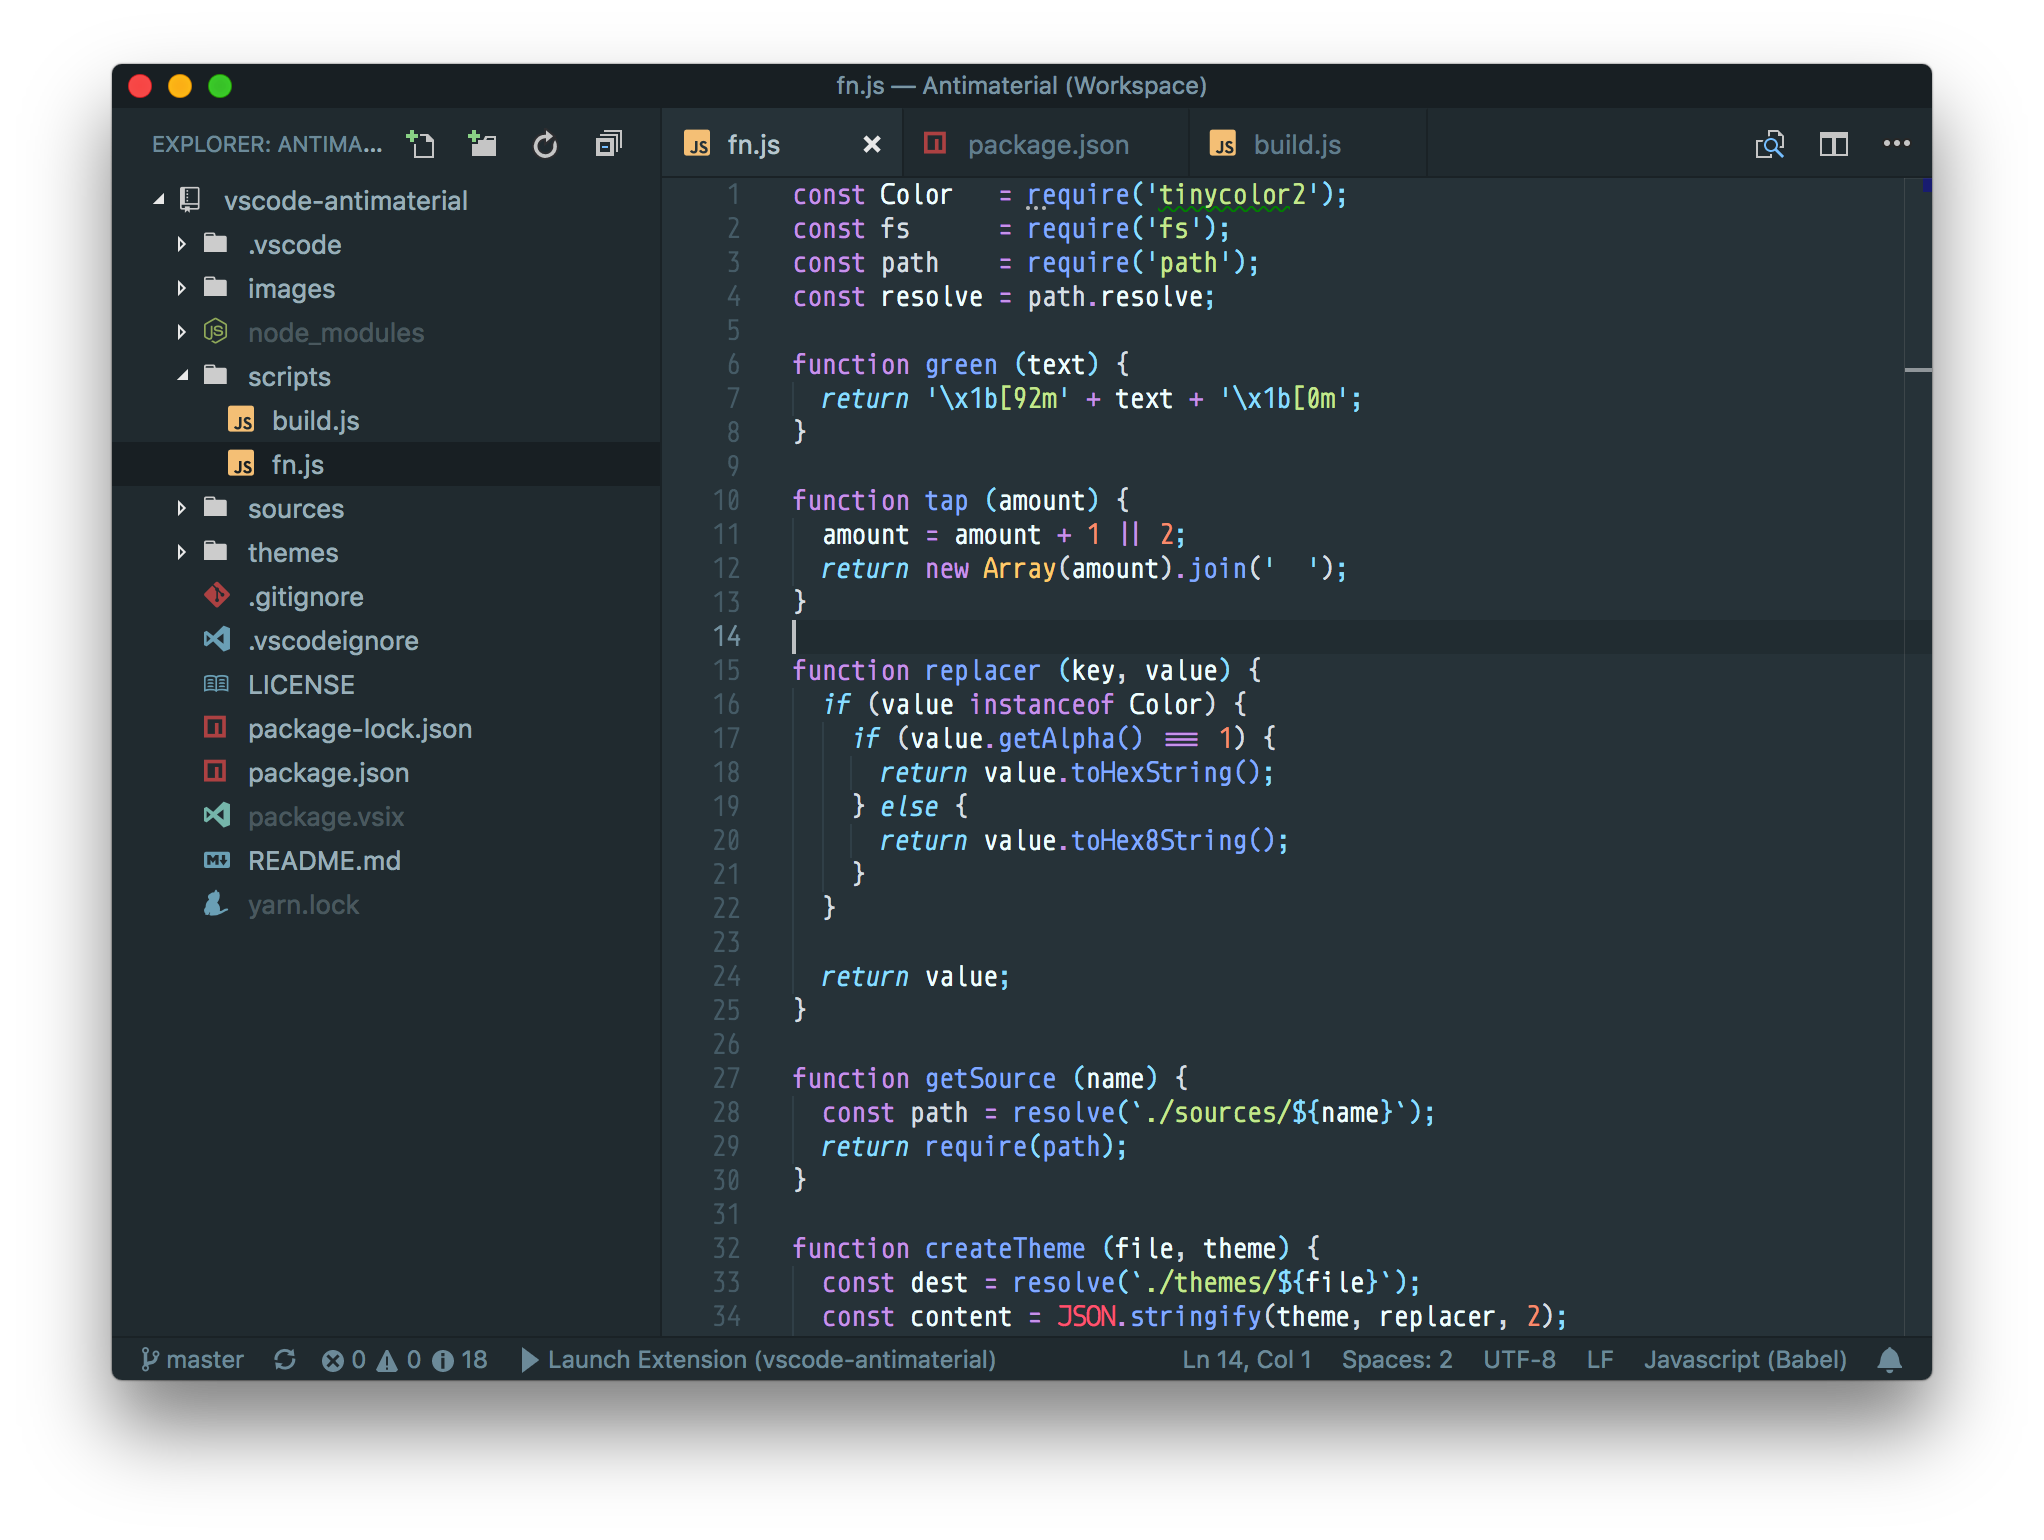 fn.js — Antimaterial (Workspace)
EXPLORER: ANTIMA...
vscode-antimaterial
.vscode
images
node_modules
scripts
build.js
fn.js
sources
themes
.gitignore
.vscodeignore
LICENSE
package-lock.json
package.json
package.vsix
README.md
yarn.lock
fn.js package.json build.js
1 const Color   = require('tinycolor2');
2 const fs      = require('fs');
3 const path    = require('path');
4 const resolve = path.resolve;
5
6 function green (text) {
7   return '\x1b[92m' + text + '\x1b[0m';
8 }
9
10 function tap (amount) {
11   amount = amount + 1 || 2;
12   return new Array(amount).join('  ');
13 }
14
15 function replacer (key, value) {
16   if (value instanceof Color) {
17     if (value.getAlpha() === 1) {
18       return value.toHexString();
19     } else {
20       return value.toHex8String();
21     }
22   }
23
24   return value;
25 }
26
27 function getSource (name) {
28   const path = resolve(`./sources/${name}`);
29   return require(path);
30 }
31
32 function createTheme (file, theme) {
33   const dest = resolve(`./themes/${file}`);
34   const content = JSON.stringify(theme, replacer, 2);
master 0 0 18 Launch Extension (vscode-antimaterial) Ln 14, Col 1 Spaces: 2 UTF-8 LF Javascript (Babel)